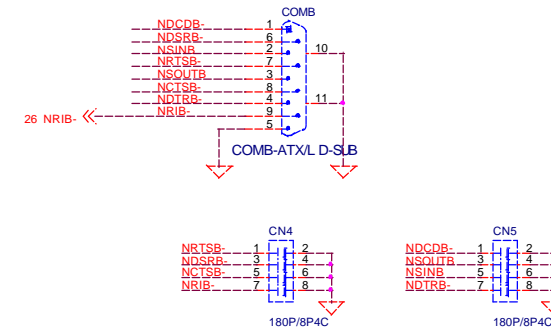 COMB
NDCDB- 1
NDSRB- 6
NSINB 2 10
NRTSB- 7
NSOUTB 3
NCTSB- 8
NDTRB- 4 11
26 NRIB- NRIB- 9
5
COMB-ATX/L D-SUB
CN4 CN5
NRTSB- 1 2 NDCDB- 1 2
NDSRB- 3 4 NSOUTB 3 4
NCTSB- 5 6 NSINB 5 6
NRIB- 7 8 NDTRB- 7 8
180P/8P4C 180P/8P4C